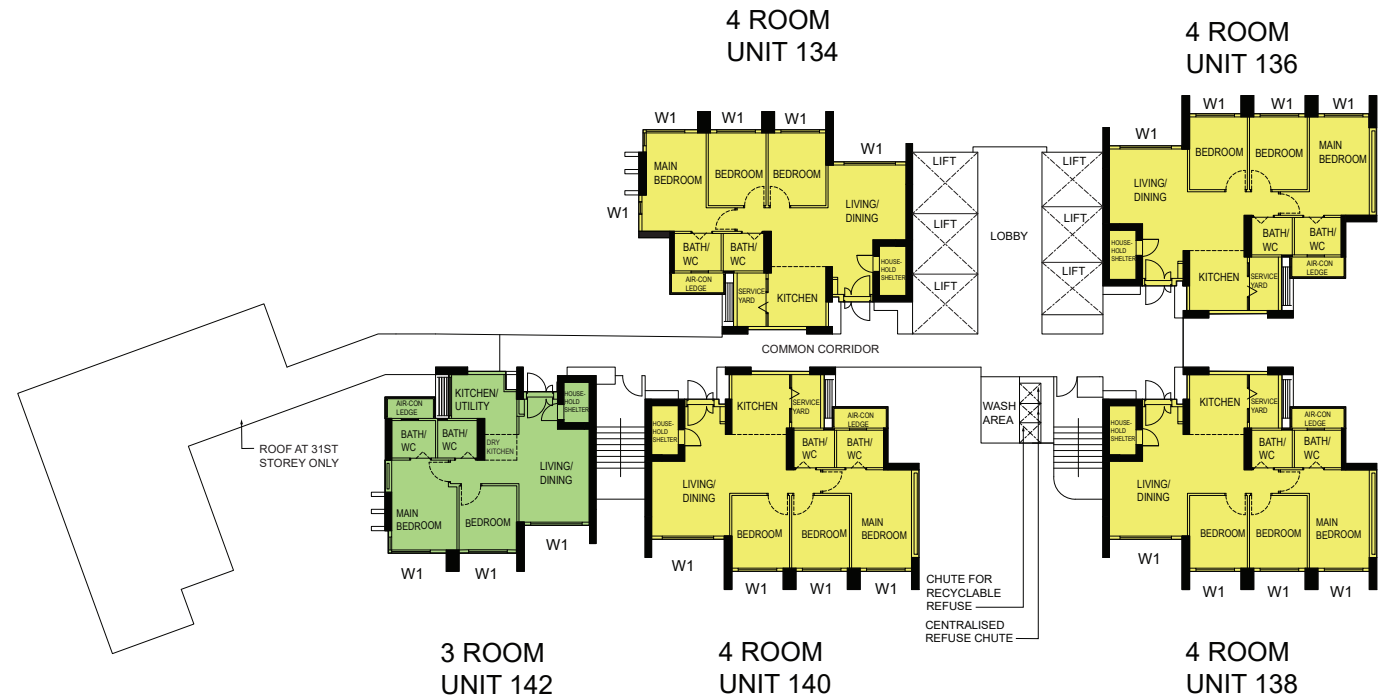 4 ROOM
UNIT 134
4 ROOM
UNIT 136
W1
W1
W1
W1
W1
MAIN
BEDROOM
BEDROOM
BEDROOM
LIVING/
DINING
BATH/
WC
BATH/
WC
AIR-CON
LEDGE
SERVICE
YARD
KITCHEN
HOUSE-
HOLD
SHELTER
LIFT
LIFT
LIFT
LOBBY
LIFT
LIFT
LIFT
W1
W1
W1
W1
BEDROOM
BEDROOM
MAIN
BEDROOM
LIVING/
DINING
HOUSE-
HOLD
SHELTER
BATH/
WC
BATH/
WC
AIR-CON
LEDGE
KITCHEN
SERVICE
YARD
COMMON CORRIDOR
ROOF AT 31ST
STOREY ONLY
AIR-CON
LEDGE
KITCHEN/
UTILITY
HOUSE-
HOLD
SHELTER
BATH/
WC
BATH/
WC
DRY
KITCHEN
LIVING/
DINING
MAIN
BEDROOM
BEDROOM
W1
W1
W1
HOUSE-
HOLD
SHELTER
KITCHEN
SERVICE
YARD
AIR-CON
LEDGE
BATH/
WC
BATH/
WC
LIVING/
DINING
BEDROOM
BEDROOM
MAIN
BEDROOM
W1
W1
W1
W1
WASH
AREA
CHUTE FOR
RECYCLABLE
REFUSE
CENTRALISED
REFUSE CHUTE
HOUSE-
HOLD
SHELTER
KITCHEN
SERVICE
YARD
AIR-CON
LEDGE
BATH/
WC
BATH/
WC
LIVING/
DINING
BEDROOM
BEDROOM
MAIN
BEDROOM
W1
W1
W1
W1
3 ROOM
UNIT 142
4 ROOM
UNIT 140
4 ROOM
UNIT 138